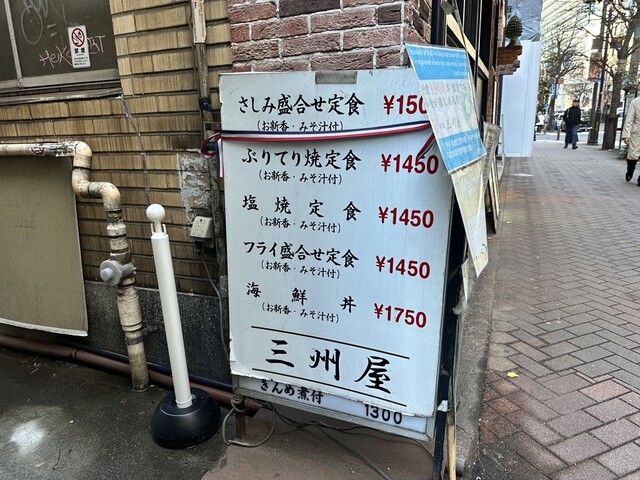 さしみ盛合せ定食 ¥150
(お新香・みそ汁付)
ぶりてり焼定食 ¥1450
(お新香・みそ汁付)
塩焼定食 ¥1450
(お新香・みそ汁付)
フライ盛合せ定食 ¥1450
(お新香・みそ汁付)
海鮮丼 ¥1750
(お新香・みそ汁付)
三州屋
ぎんめ煮付 1300
禁煙